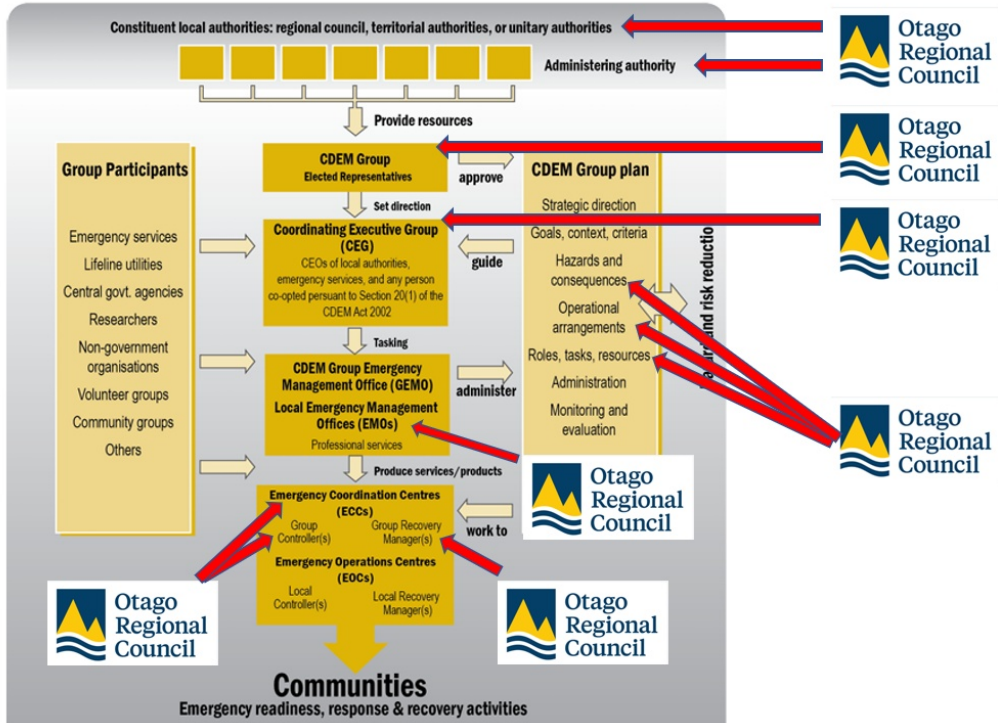 Constituent local authorities: regional council, territorial authorities, or unitary authorities
Administering authority
Provide resources
Group Participants
Emergency services
Lifeline utilities
Central govt. agencies
Researchers
Non-government
organisations
Volunteer groups
Community groups
Others
CDEM Group
Elected Representatives
approve
Set direction
Coordinating Executive Group
(CEG)
CEOs of local authorities,
emergency services, and any person
co-opted pursuant to Section 20(1) of the
CDEM Act 2002
guide
Tasking
CDEM Group Emergency
Management Office (GEMO)
Local Emergency Management
Offices (EMOs)
Professional services
administer
Produce services/products
Emergency Coordination Centres
(ECCs)
Group
Controller(s)
Group Recovery
Manager(s)
Emergency Operations Centres
(EOCs)
Local
Controller(s)
Local Recovery
Manager(s)
work to
CDEM Group plan
Strategic direction
Goals, context, criteria
Hazards and
consequences
Operational
arrangements
Roles, tasks, resources
Administration
Monitoring and
evaluation
and risk reductio
Communities
Emergency readiness, response & recovery activities
Otago
Regional
Council
Otago
Regional
Council
Otago
Regional
Council
Otago
Regional
Council
Otago
Regional
Council
Otago
Regional
Council
Otago
Regional
Council